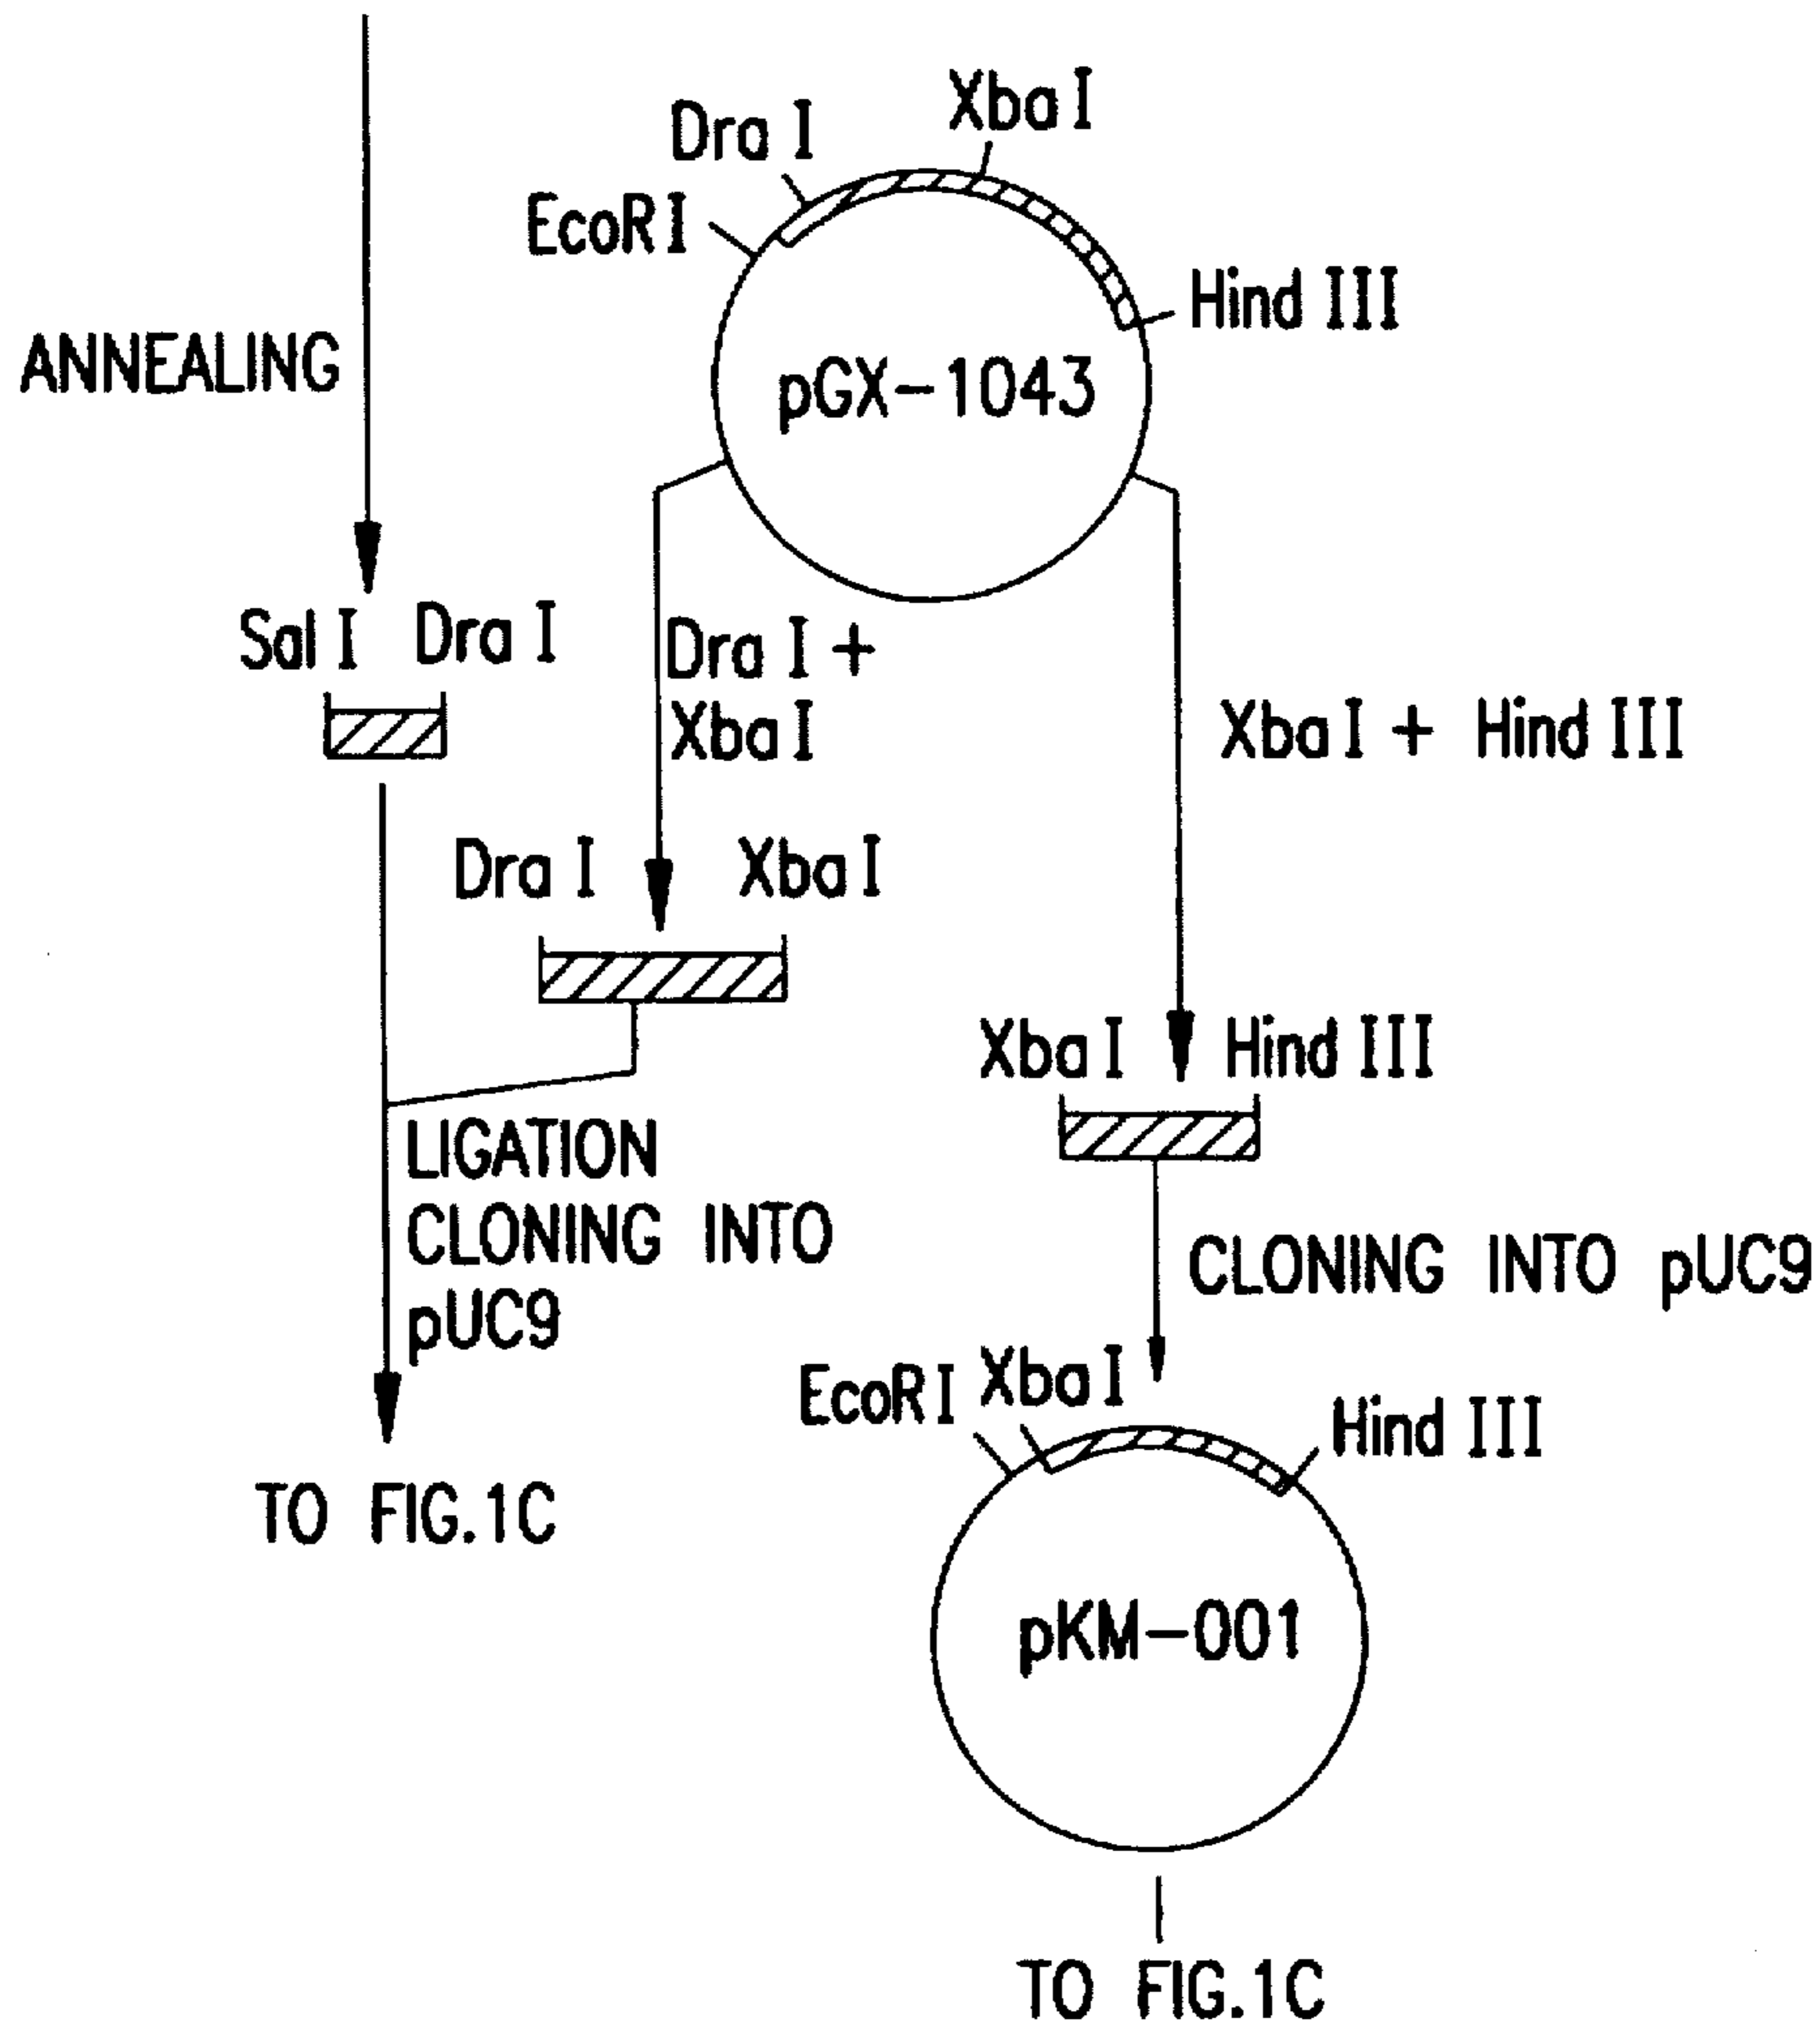 Dra I
Xba I
EcoR I
Hind III
ANNEALING
pGX-1043
Sal I Dra I
Dra I +
Xba I
Xba I + Hind III
Dra I
Xba I
Xba I
Hind III
LIGATION
CLONING INTO
pUC9
CLONING INTO pUC9
EcoRI
Xba I
Hind III
TO FIG.1C
pKM-001
TO FIG.1C